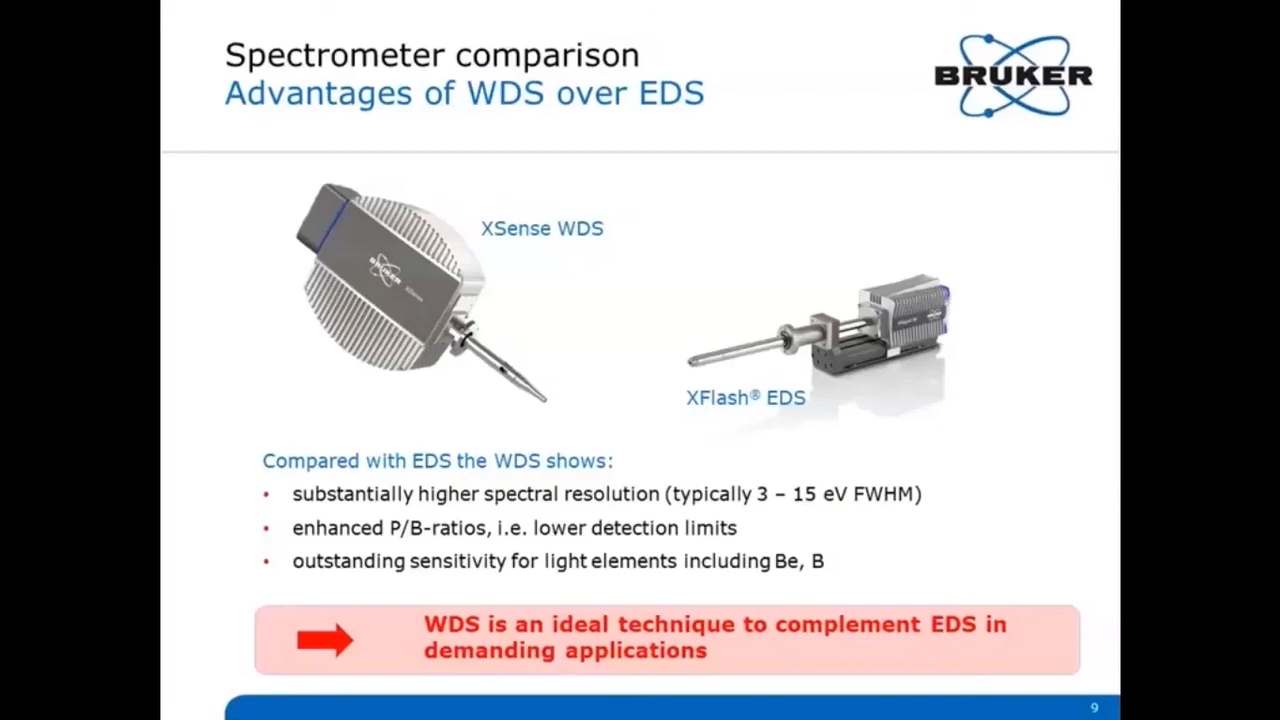 Spectrometer comparison
Advantages of WDS over EDS
BRUKER
XSense WDS
BRUKER
XFlash® EDS
Compared with EDS the WDS shows:
• substantially higher spectral resolution (typically 3 – 15 eV FWHM)
• enhanced P/B-ratios, i.e. lower detection limits
• outstanding sensitivity for light elements including Be, B
WDS is an ideal technique to complement EDS in
demanding applications
9